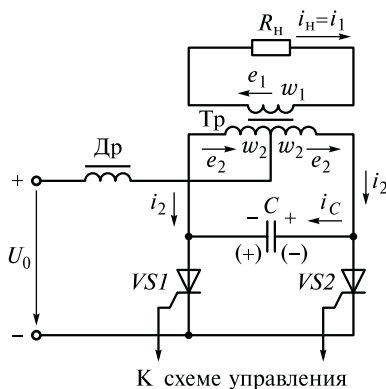 Rн iн=i1
e1 w1
Тр
w2 w2
Др e2 e2
+
i2 i2
− C + iC
U0 (+) (−)
VS1 VS2
−
К схеме управления